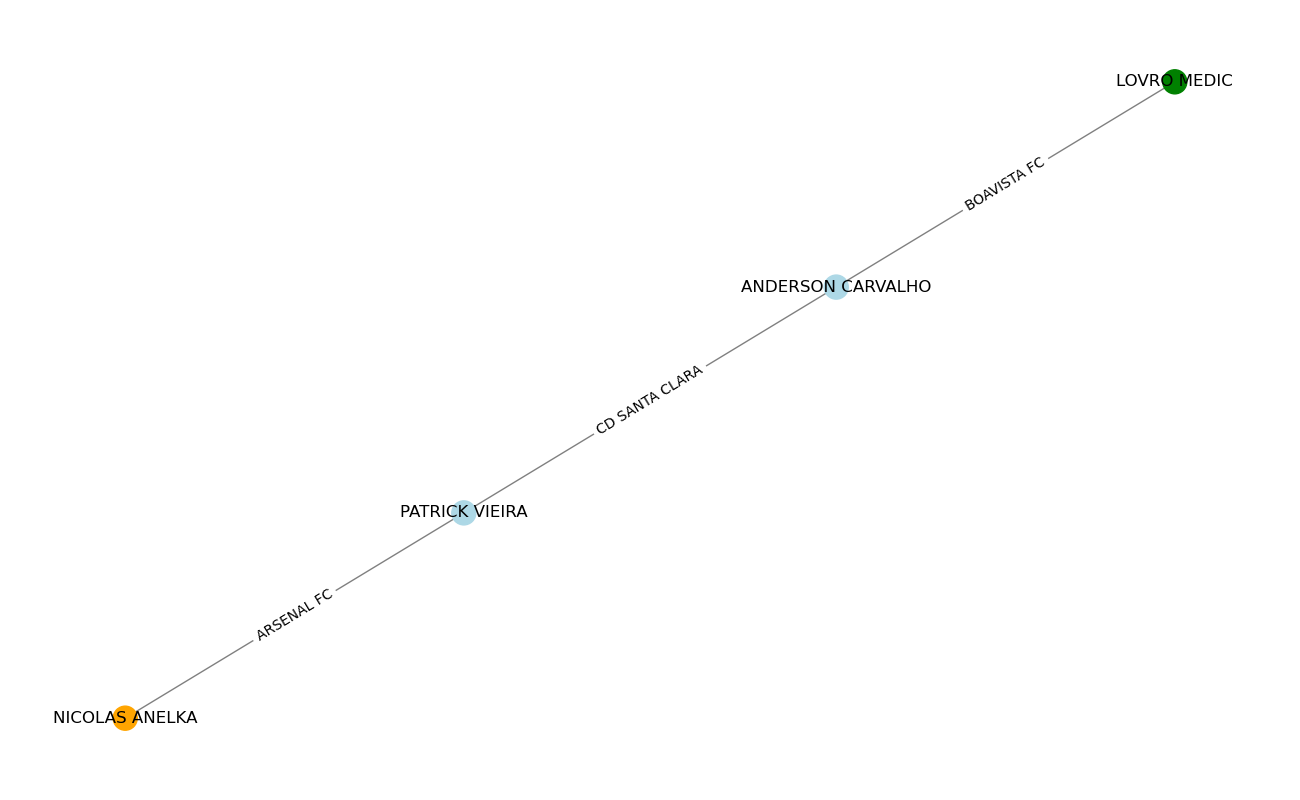 LOVRO MEDIC
BOAVISTA FC
ANDERSON CARVALHO
CD SANTA CLARA
PATRICK VIEIRA
ARSENAL FC
NICOLAS ANELKA